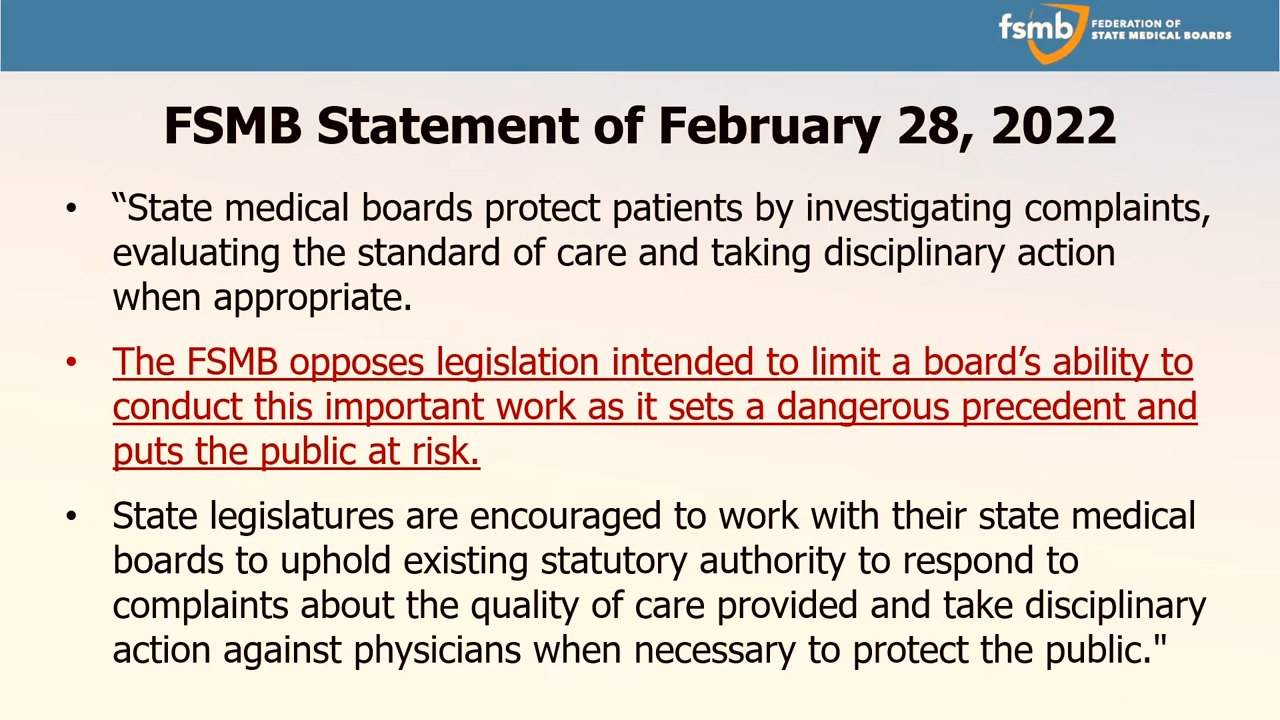 fsmb FEDERATION OF
STATE MEDICAL BOARDS
FSMB Statement of February 28, 2022
• “State medical boards protect patients by investigating complaints,
evaluating the standard of care and taking disciplinary action
when appropriate.
• The FSMB opposes legislation intended to limit a board’s ability to
conduct this important work as it sets a dangerous precedent and
puts the public at risk.
• State legislatures are encouraged to work with their state medical
boards to uphold existing statutory authority to respond to
complaints about the quality of care provided and take disciplinary
action against physicians when necessary to protect the public."